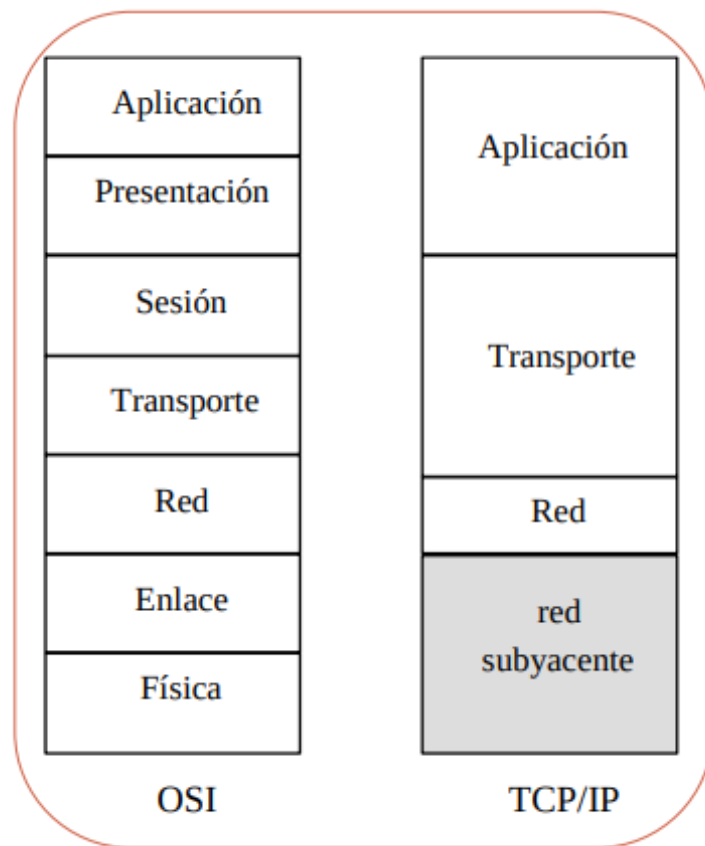 Aplicación
Presentación
Sesión
Transporte
Red
Enlace
Física
OSI
Aplicación
Transporte
Red
red
subyacente
TCP/IP